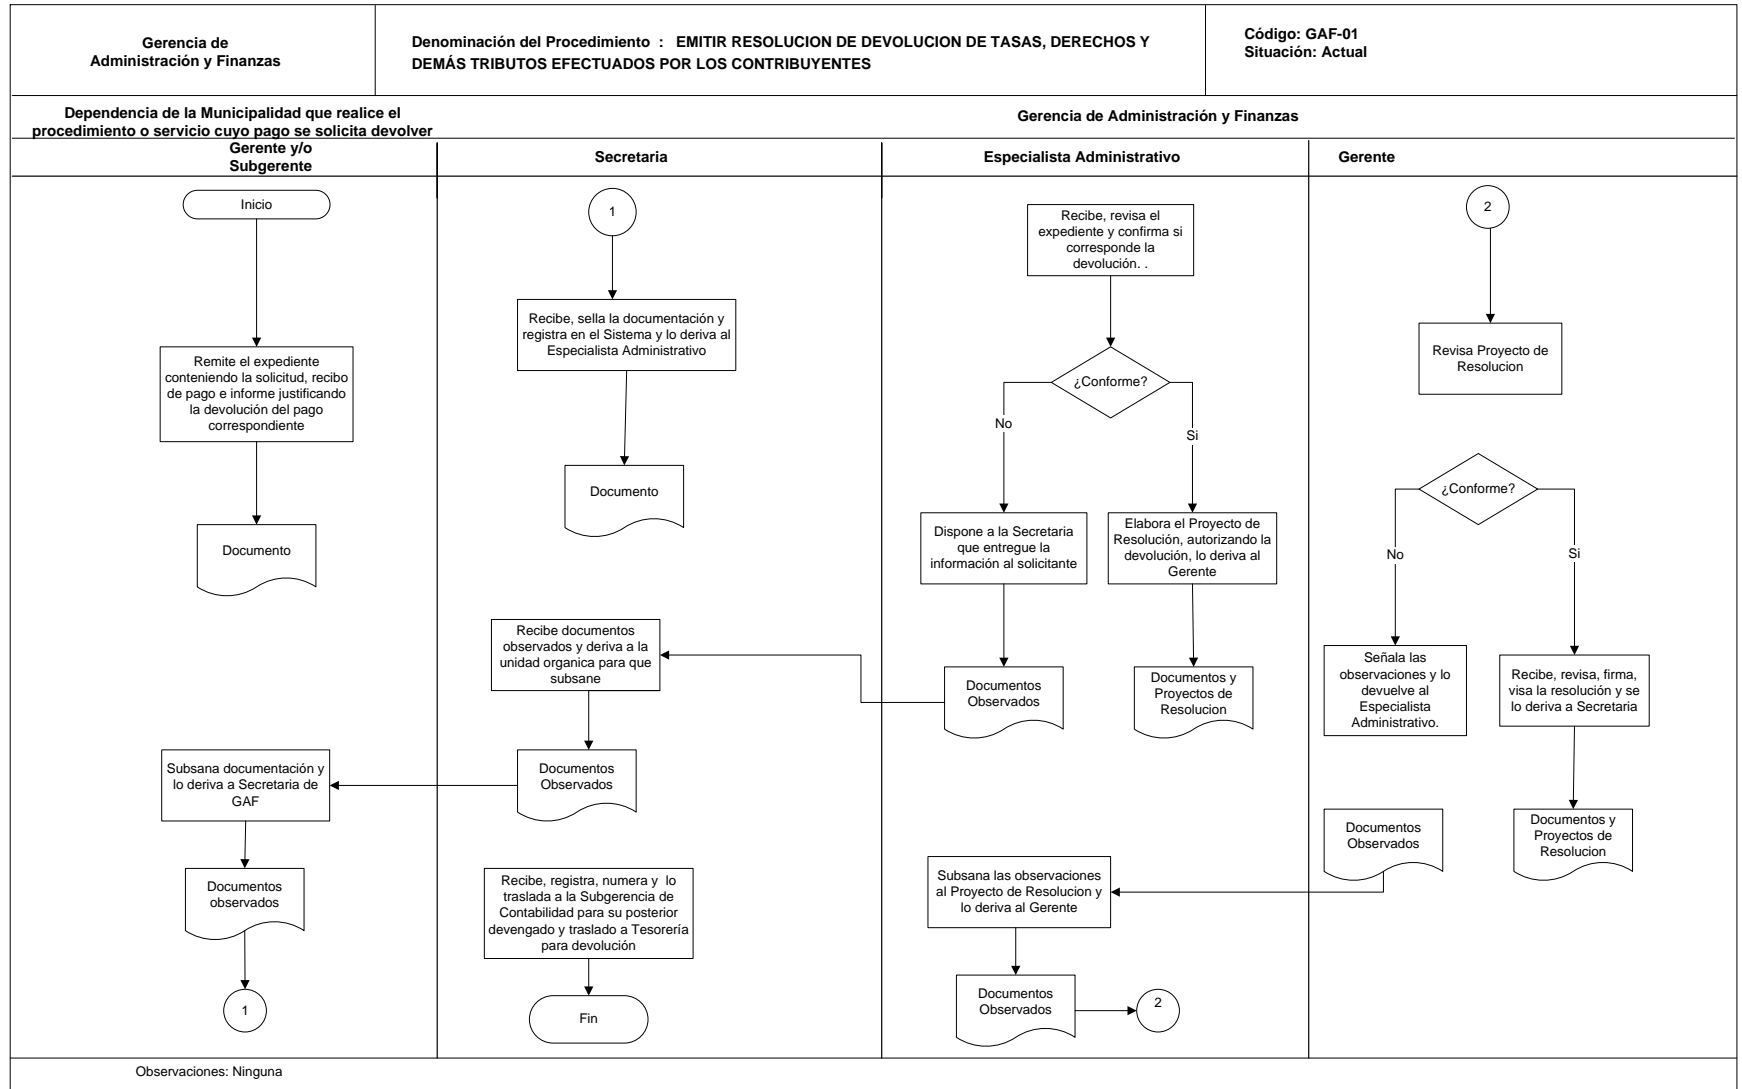 Gerencia de
Administración y Finanzas
Denominación del Procedimiento : EMITIR RESOLUCION DE DEVOLUCION DE TASAS, DERECHOS Y
DEMÁS TRIBUTOS EFECTUADOS POR LOS CONTRIBUYENTES
Código: GAF-01
Situación: Actual
Dependencia de la Municipalidad que realice el
procedimiento o servicio cuyo pago se solicita devolver
Gerencia de Administración y Finanzas
Gerente y/o
Subgerente
Secretaria
Especialista Administrativo
Gerente
Inicio
Remite el expediente
conteniendo la solicitud, recibo
de pago e informe justificando
la devolución del pago
correspondiente
Documento
Subsana documentación y
lo deriva a Secretaria de
GAF
Documentos
observados
1
1
Recibe, sella la documentación y
registra en el Sistema y lo deriva al
Especialista Administrativo
Documento
Recibe documentos
observados y deriva a la
unidad organica para que
subsane
Documentos
Observados
Recibe, registra, numera y lo
traslada a la Subgerencia de
Contabilidad para su posterior
devengado y traslado a Tesorería
para devolución
Fin
Recibe, revisa el
expediente y confirma si
corresponde la
devolución. .
¿Conforme?
No
Si
Dispone a la Secretaria
que entregue la
información al solicitante
Elabora el Proyecto de
Resolución, autorizando la
devolución, lo deriva al
Gerente
Documentos
Observados
Documentos y
Proyectos de
Resolucion
Subsana las observaciones
al Proyecto de Resolucion y
lo deriva al Gerente
Documentos
Observados
2
2
Revisa Proyecto de
Resolucion
¿Conforme?
No
Si
Señala las
observaciones y lo
devuelve al
Especialista
Administrativo.
Recibe, revisa, firma,
visa la resolución y se
lo deriva a Secretaria
Documentos
Observados
Documentos y
Proyectos de
Resolucion
Observaciones: Ninguna